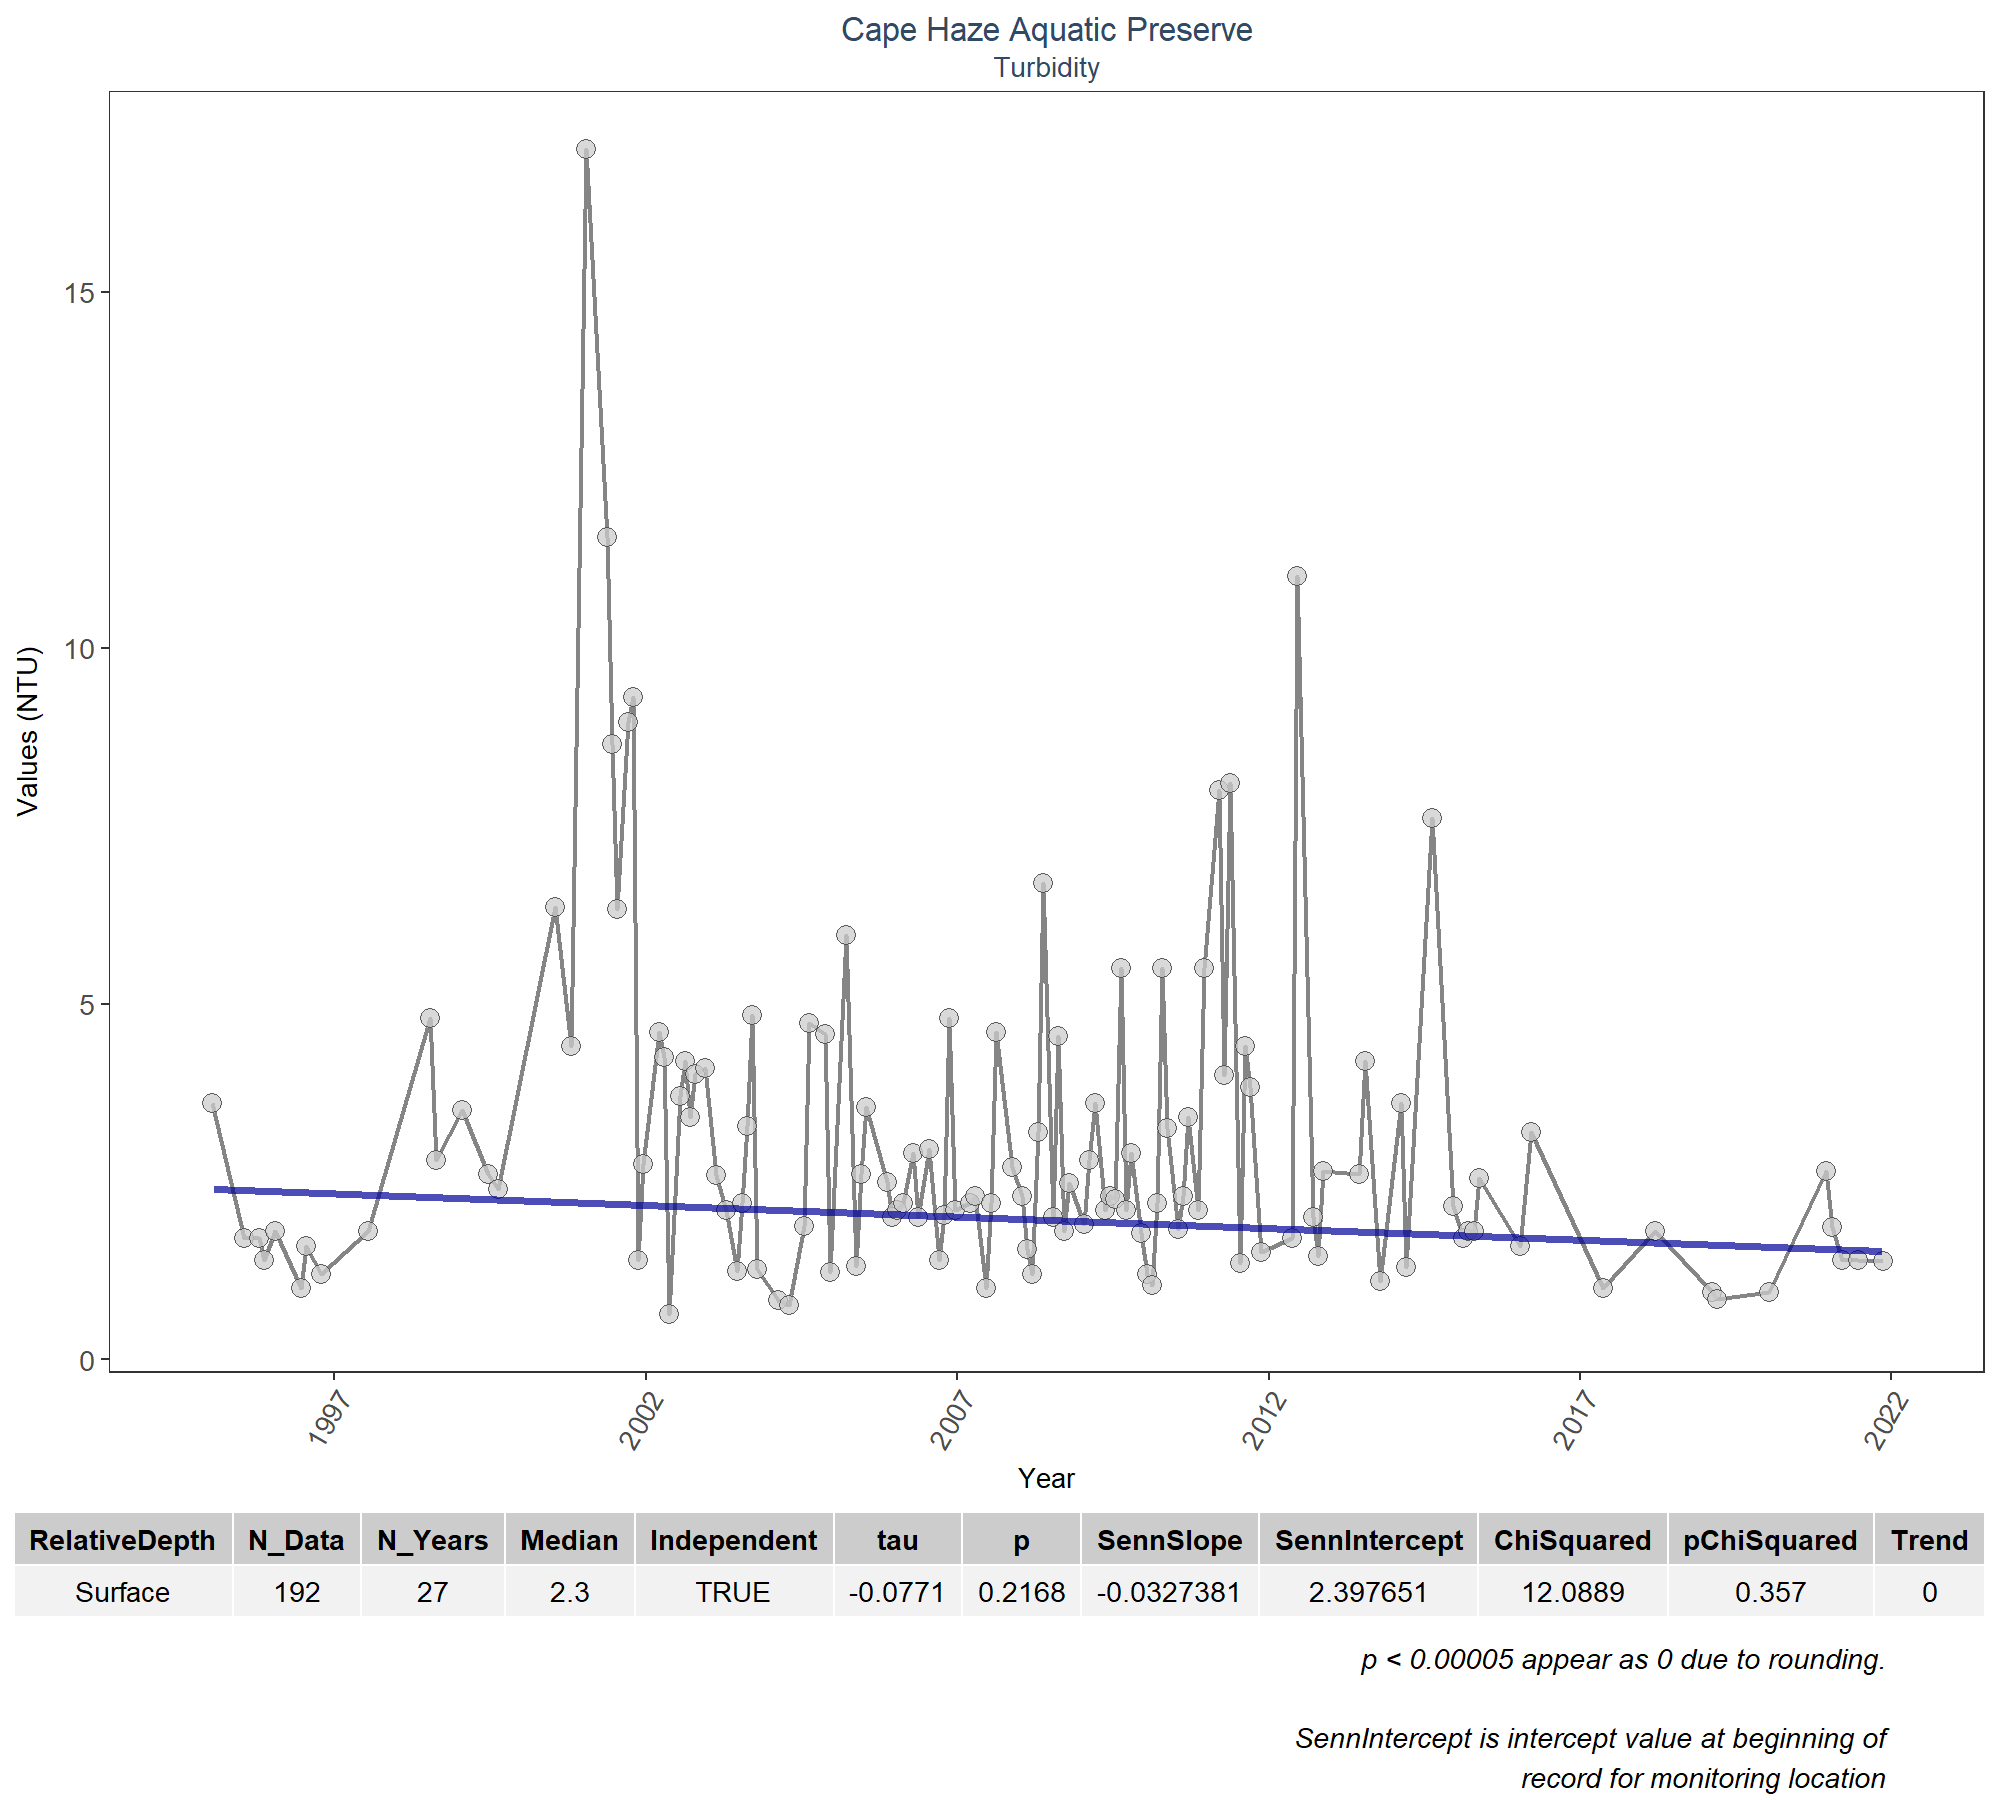 Cape Haze Aquatic Preserve
Turbidity
Values (NTU)
15
10
5
0
1997 2002 2007 2012 2017 2022
Year
RelativeDepth N_Data N_Years Median Independent tau p SennSlope SennIntercept ChiSquared pChiSquared Trend
Surface 192 27 2.3 TRUE -0.0771 0.2168 -0.0327381 2.397651 12.0889 0.357 0
p < 0.00005 appear as 0 due to rounding.
SennIntercept is intercept value at beginning of
record for monitoring location